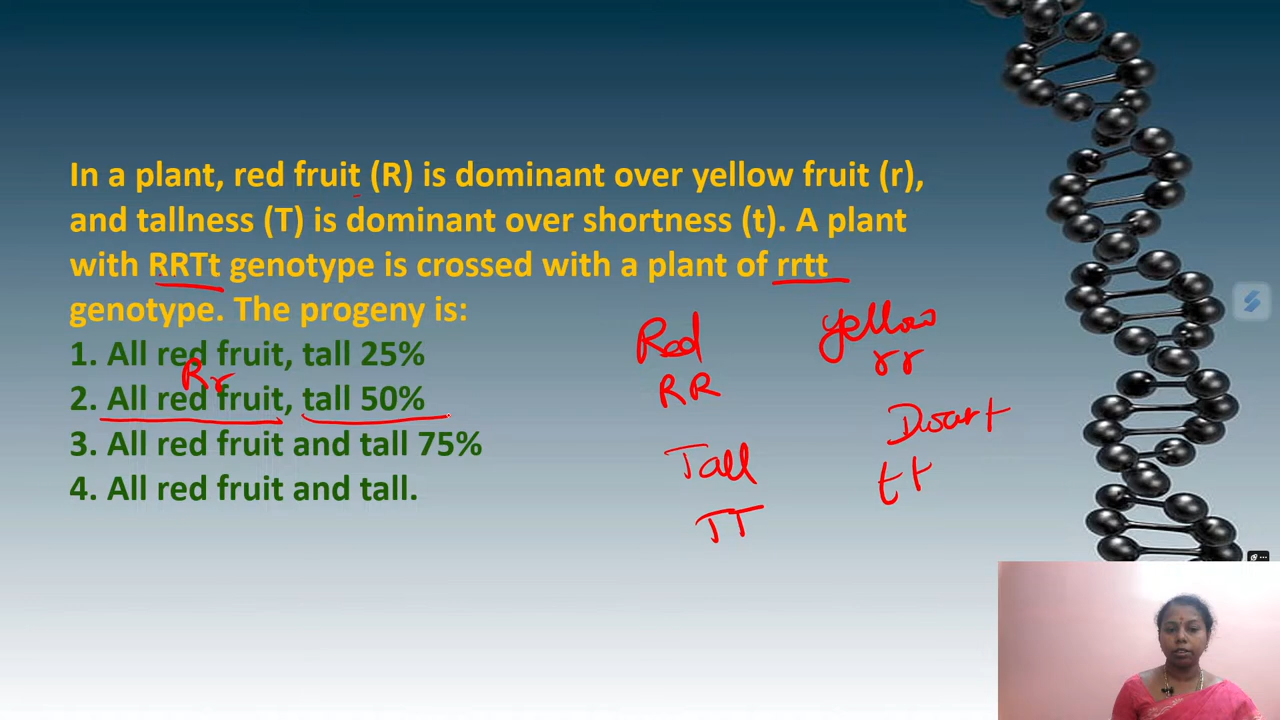 In a plant, red fruit (R) is dominant over yellow fruit (r),
and tallness (T) is dominant over shortness (t). A plant
with RRTt genotype is crossed with a plant of rrtt
genotype. The progeny is:
1. All red fruit, tall 25%
Rr
2. All red fruit, tall 50%
3. All red fruit and tall 75%
4. All red fruit and tall.
Red yellow
RR rr
Tall Dwarf
TT tt